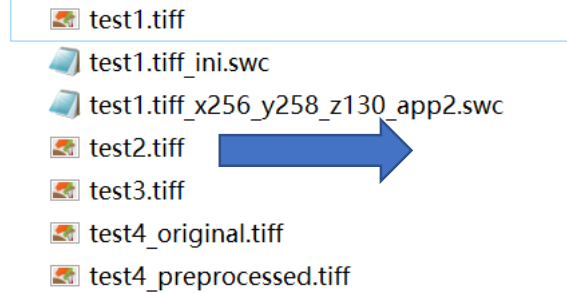 test1.tiff
test1.tiff_ini.swc
test1.tiff_x256_y258_z130_app2.swc
test2.tiff
test3.tiff
test4_original.tiff
test4_preprocessed.tiff